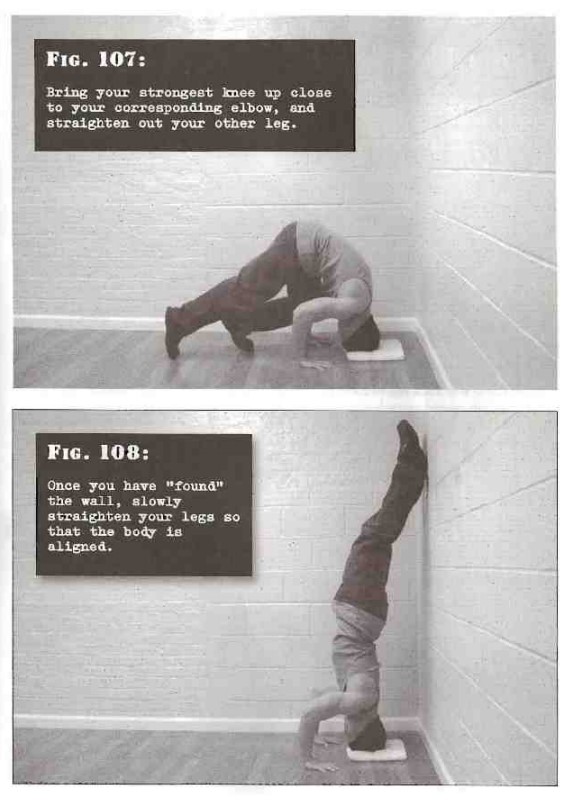 FIG. 107:
Bring your strongest knee up close
to your corresponding elbow, and
straighten out your other leg.
FIG. 108:
Once you have "found"
the wall, slowly
straighten your legs so
that the body is
aligned.